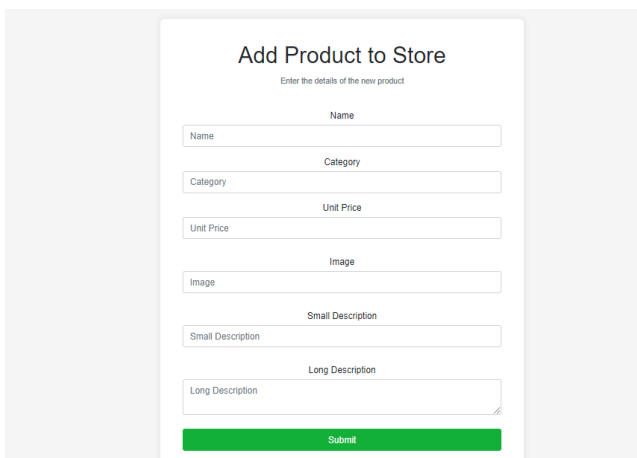 Add Product to Store
Enter the details of the new product
Name
Name
Category
Category
Unit Price
Unit Price
Image
Image
Small Description
Small Description
Long Description
Long Description
Submit